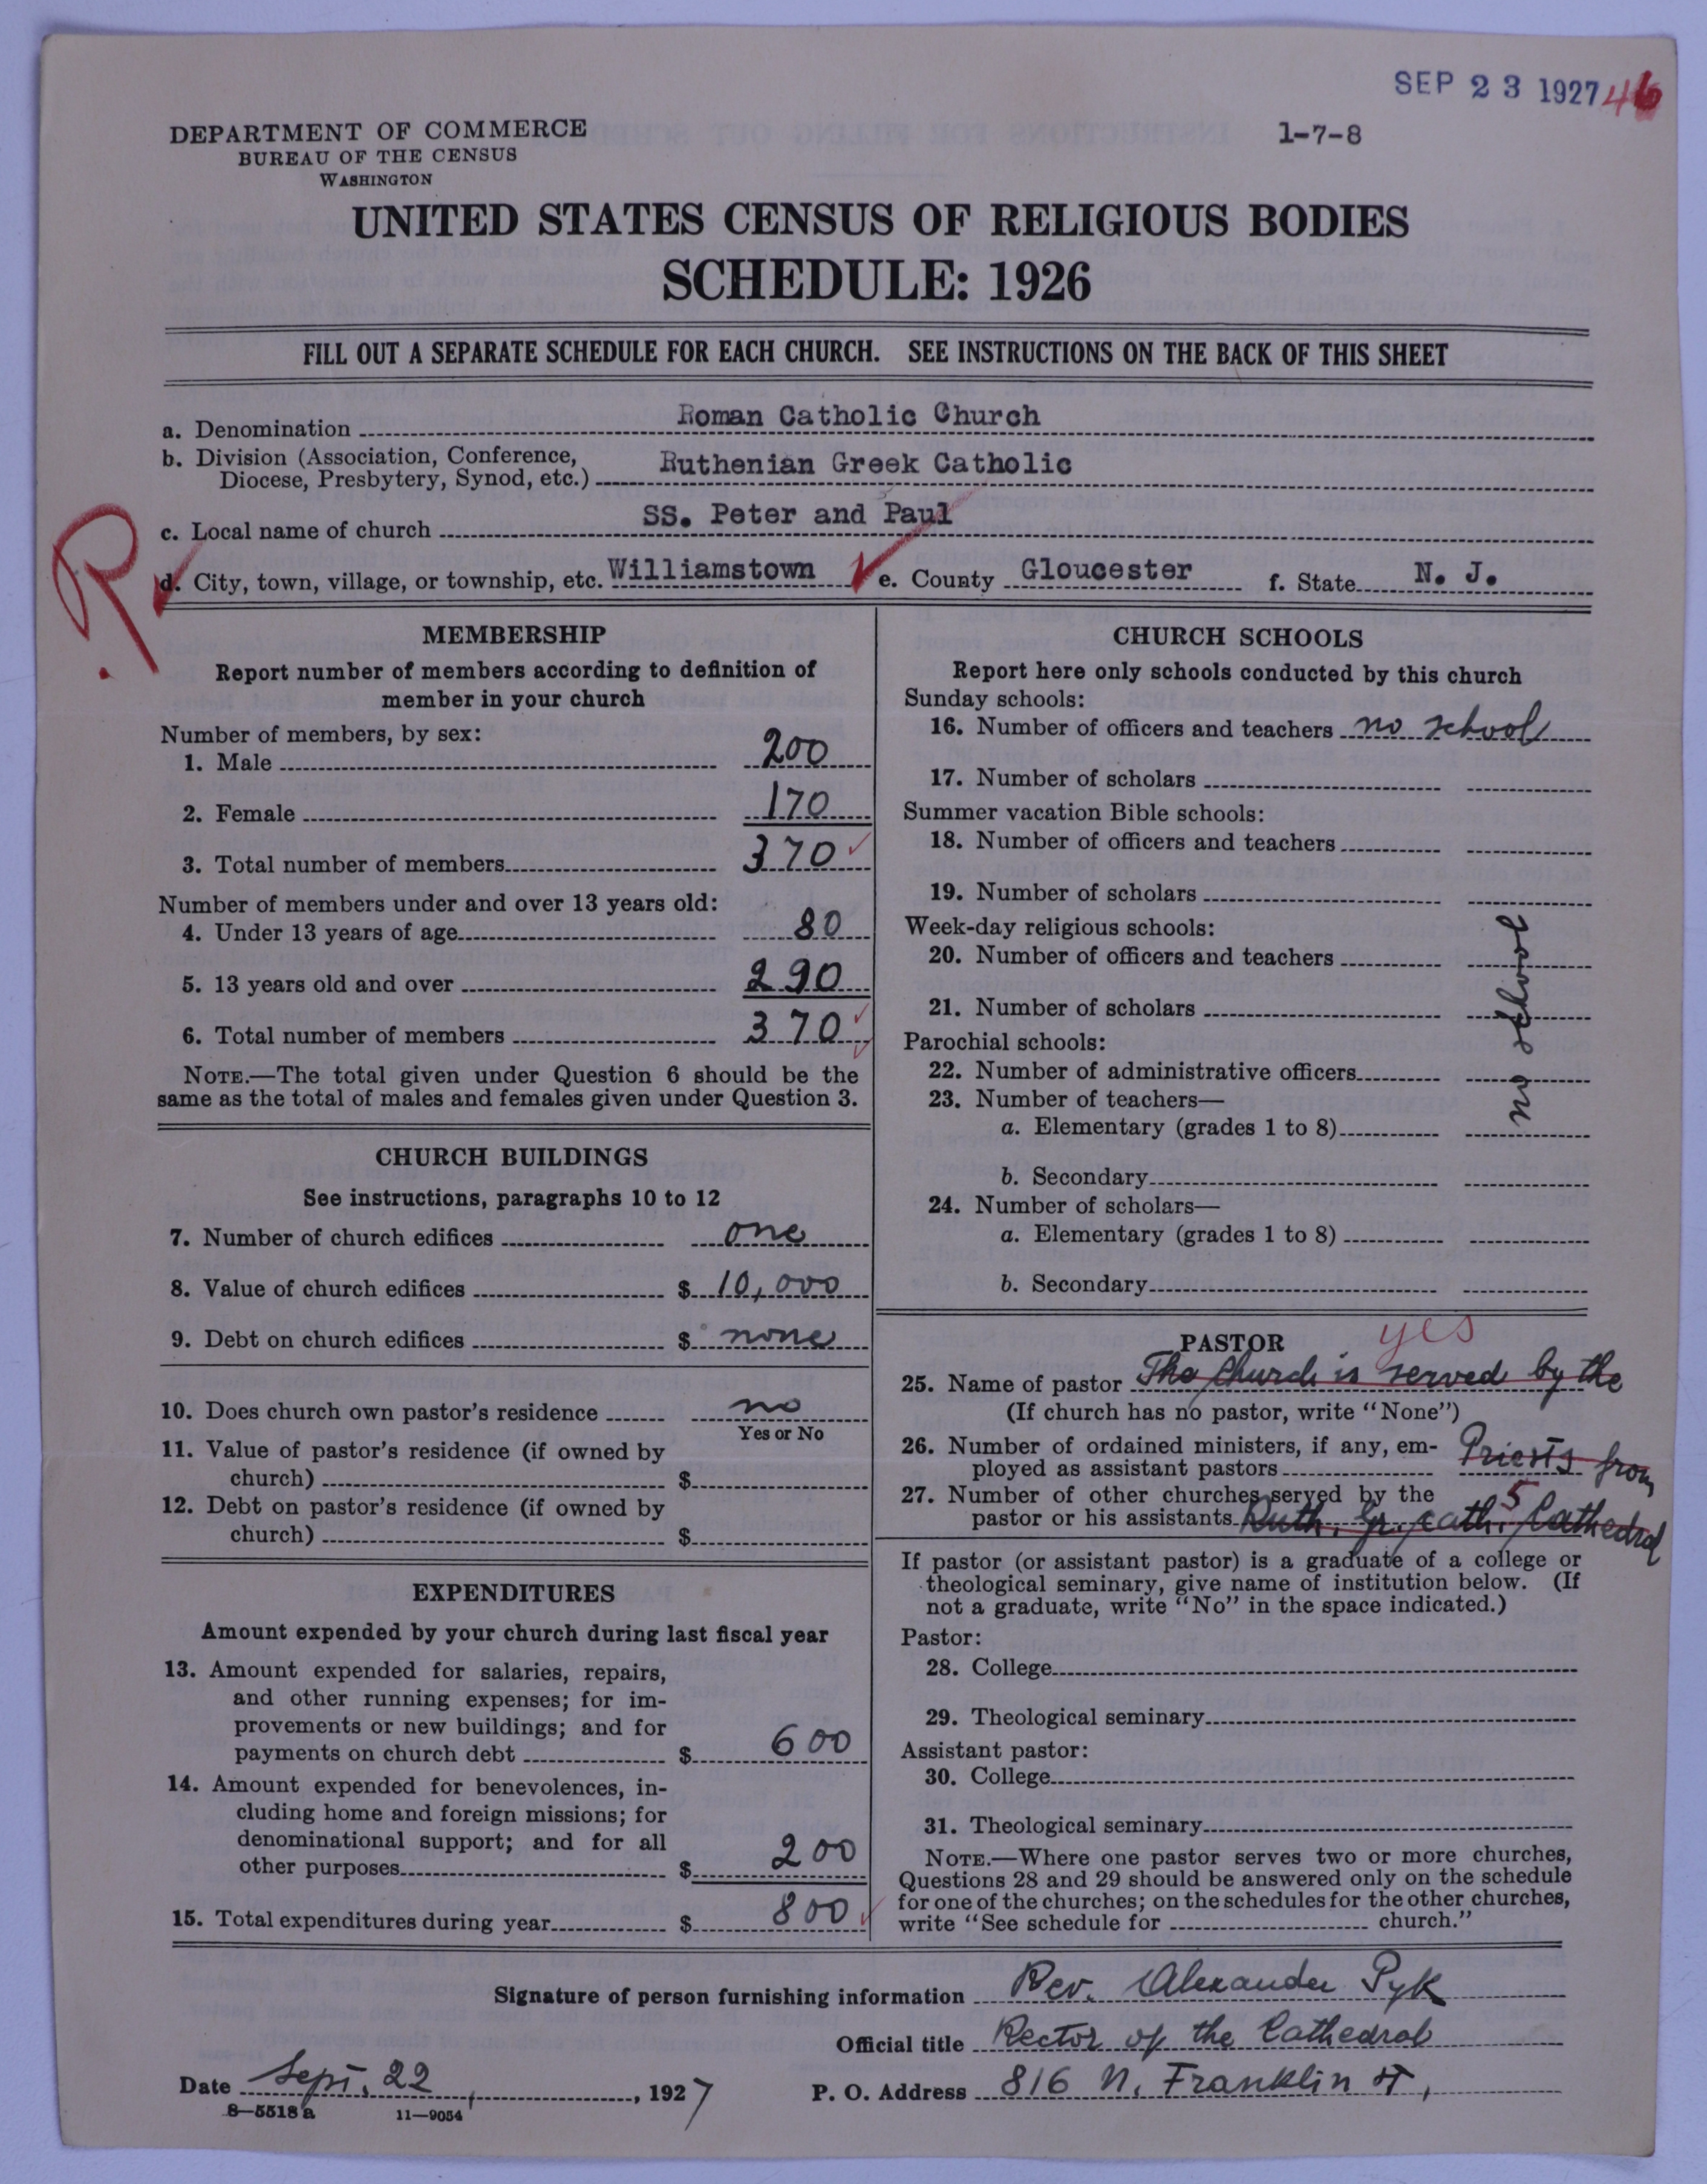 SEP 23 1927 46
1-7-8
DEPARTMENT OF COMMERCE
BUREAU OF THE CENSUS
WASHINGTON
UNITED STATES CENSUS OF RELIGIOUS BODIES
SCHEDULE: 1926
FILL OUT A SEPARATE SCHEDULE FOR EACH CHURCH. SEE INSTRUCTIONS ON THE BACK OF THIS SHEET
a. Denomination Roman Catholic Church
b. Division (Association, Conference,
Diocese, Presbytery, Synod, etc.) Ruthenian Greek Catholic
c. Local name of church SS. Peter and Paul
R
d. City, town, village, or township, etc. Williamstown e. County Gloucester f. State N. J.
MEMBERSHIP
Report number of members according to definition of
member in your church
Number of members, by sex:
1. Male 200
2. Female 170
3. Total number of members 370
Number of members under and over 13 years old:
4. Under 13 years of age 80
5. 13 years old and over 290
6. Total number of members 370
NOTE.—The total given under Question 6 should be the
same as the total of males and females given under Question 3.
CHURCH BUILDINGS
See instructions, paragraphs 10 to 12
7. Number of church edifices one
8. Value of church edifices $ 10,000
9. Debt on church edifices $ none
10. Does church own pastor's residence no
Yes or No
11. Value of pastor's residence (if owned by
church) $
12. Debt on pastor's residence (if owned by
church) $
EXPENDITURES
Amount expended by your church during last fiscal year
13. Amount expended for salaries, repairs,
and other running expenses; for im-
provements or new buildings; and for
payments on church debt $ 600
14. Amount expended for benevolences, in-
cluding home and foreign missions; for
denominational support; and for all
other purposes $ 200
15. Total expenditures during year $ 800
CHURCH SCHOOLS
Report here only schools conducted by this church
Sunday schools:
16. Number of officers and teachers no school
17. Number of scholars
Summer vacation Bible schools:
18. Number of officers and teachers
19. Number of scholars
Week-day religious schools:
20. Number of officers and teachers
21. Number of scholars
no school
Parochial schools:
22. Number of administrative officers
23. Number of teachers—
a. Elementary (grades 1 to 8)
b. Secondary
24. Number of scholars—
a. Elementary (grades 1 to 8)
b. Secondary
PASTOR yes
25. Name of pastor The Church is served by the
(If church has no pastor, write "None")
26. Number of ordained ministers, if any, em-
ployed as assistant pastors Priests from
27. Number of other churches served by the
pastor or his assistants Ruth. Gr. Cath. Cathedral 5
If pastor (or assistant pastor) is a graduate of a college or
theological seminary, give name of institution below. (If
not a graduate, write "No" in the space indicated.)
Pastor:
28. College
29. Theological seminary
Assistant pastor:
30. College
31. Theological seminary
NOTE.—Where one pastor serves two or more churches,
Questions 28 and 29 should be answered only on the schedule
for one of the churches; on the schedules for the other churches,
write "See schedule for church."
Signature of person furnishing information Rev. Alexander Pyk
Official title Rector of the Cathedral
Date Sept. 22, 1927 P. O. Address 816 N. Franklin St,
8—5518a 11—9054